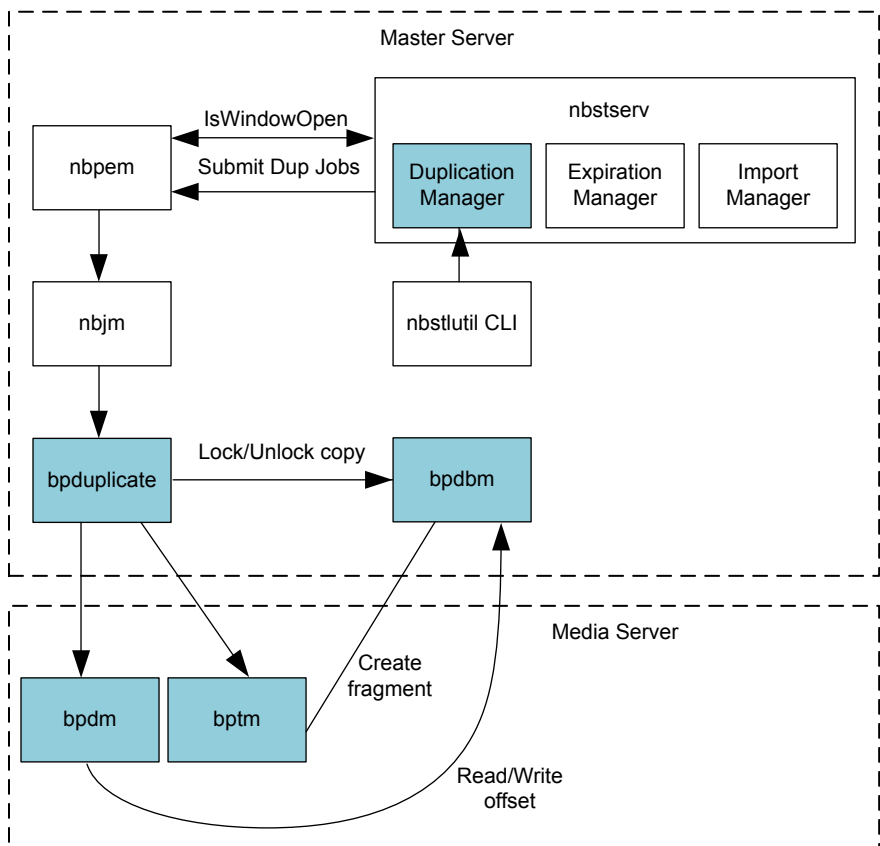 Master Server
nbstserv
IsWindowOpen
nbpem
Submit Dup Jobs
Duplication
Manager
Expiration
Manager
Import
Manager
nbjm
nbstlutil CLI
Lock/Unlock copy
bpduplicate
bpdbm
Media Server
Create
fragment
bpdm
bptm
Read/Write
offset